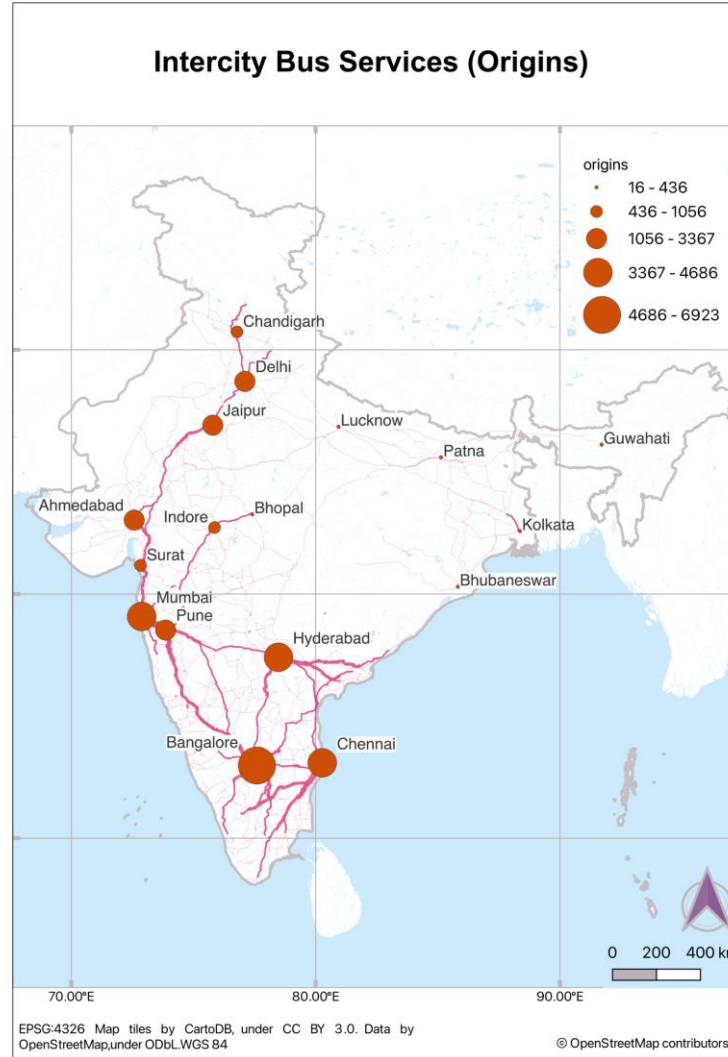 Intercity Bus Services (Origins)
origins
16 - 436
436 - 1056
1056 - 3367
3367 - 4686
4686 - 6923
Chandigarh
Delhi
Jaipur
Lucknow
Guwahati
Patna
Ahmedabad
Bhopal
Indore
Kolkata
Surat
Bhubaneswar
Mumbai
Pune
Hyderabad
Bangalore
Chennai
0 200 400 km
70.00°E 80.00°E 90.00°E
EPSG:4326 Map tiles by CartoDB, under CC BY 3.0. Data by
OpenStreetMap,under ODbL.WGS 84
© OpenStreetMap contributors